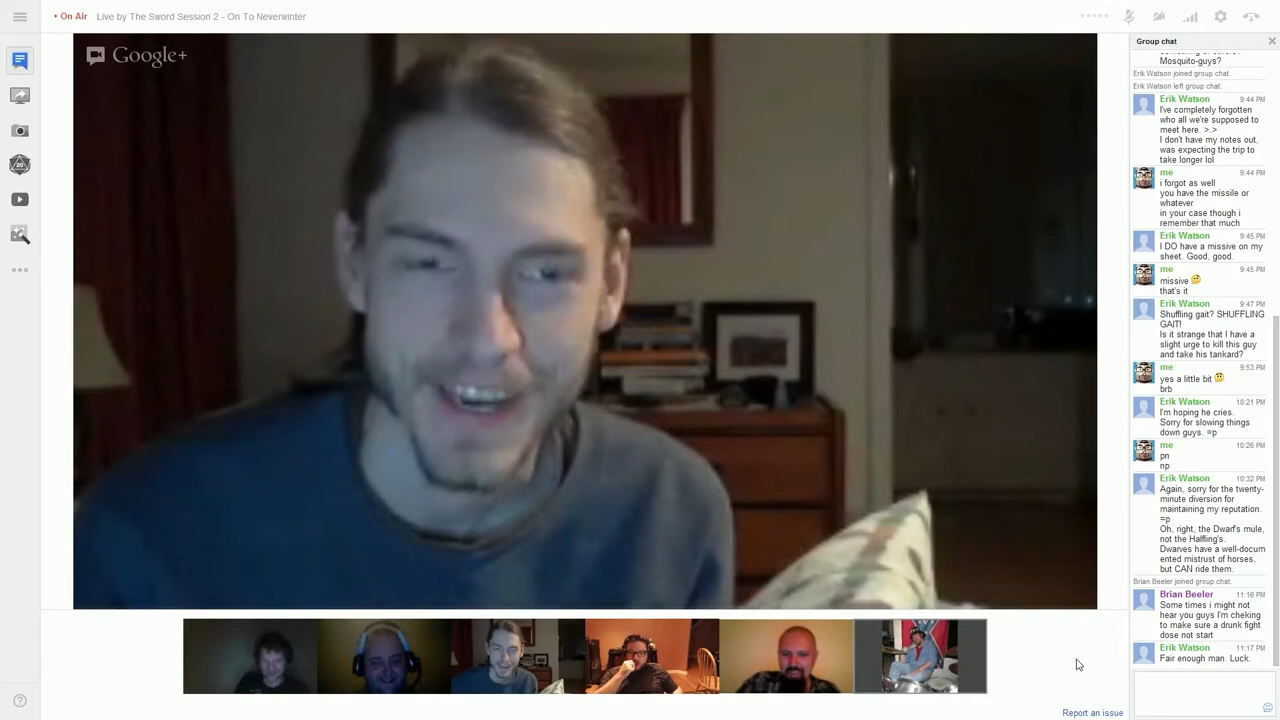 On Air Live by The Sword Session 2 - On To Neverwinter
Google+
20
Group chat
Mosquito-guys?
Erik Watson joined group chat.
Erik Watson left group chat.
Erik Watson 9:44 PM
I've completely forgotten
who all we're supposed to
meet here. >.>
I don't have my notes out,
was expecting the trip to
take longer lol
me 9:44 PM
i forgot as well
you have the missile or
whatever
in your case though i
remember that much
Erik Watson 9:45 PM
I DO have a missive on my
sheet. Good, good.
me 9:45 PM
missive
that's it
Erik Watson 9:47 PM
Shuffling gait? SHUFFLING
GAIT!
Is it strange that I have a
slight urge to kill this guy
and take his tankard?
me 9:53 PM
yes a little bit
brb
Erik Watson 10:21 PM
I'm hoping he cries.
Sorry for slowing things
down guys. =p
me 10:26 PM
pn
np
Erik Watson 10:32 PM
Again, sorry for the twenty-
minute diversion for
maintaining my reputation.
=p
Oh, right, the Dwarf's mule,
not the Halfling's.
Dwarves have a well-docum
ented mistrust of horses,
but CAN ride them.
Brian Beeler joined group chat.
Brian Beeler 11:16 PM
Some times i might not
hear you guys I'm cheking
to make sure a drunk fight
dose not start
Erik Watson 11:17 PM
Fair enough man. Luck.
Report an issue